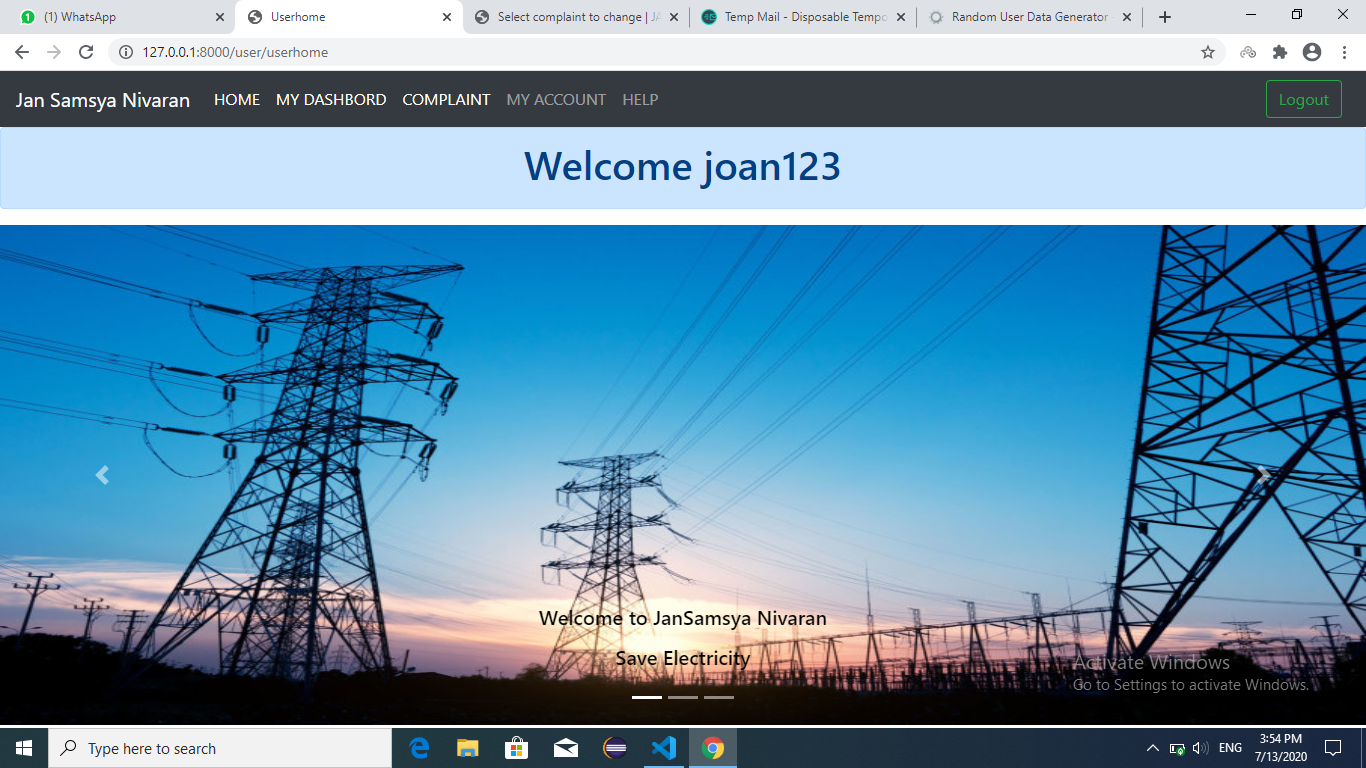 (1) WhatsApp
Userhome
Select complaint to change | JA
Temp Mail - Disposable Tempo
Random User Data Generator
127.0.0.1:8000/user/userhome
Jan Samsya Nivaran HOME MY DASHBORD COMPLAINT MY ACCOUNT HELP Logout
Welcome joan123
Welcome to JanSamsya Nivaran
Save Electricity
Activate Windows
Go to Settings to activate Windows.
Type here to search
ENG
3:54 PM
7/13/2020